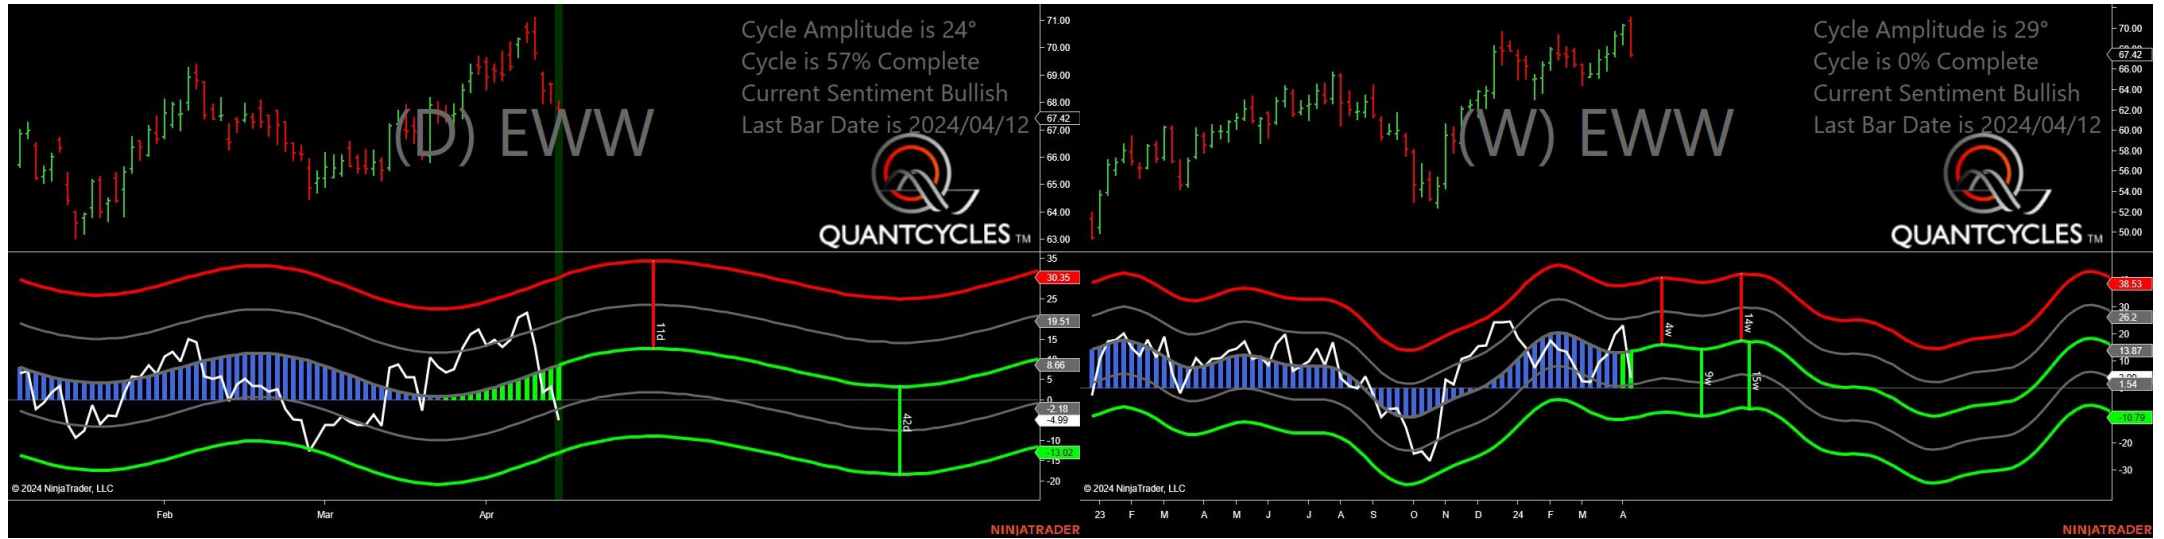 Cycle Amplitude is 24°
Cycle is 57% Complete
Current Sentiment Bullish
Last Bar Date is 2024/04/12
(D) EWW
QUANTCYCLES TM
71.00
70.00
69.00
68.00
67.42
67.00
66.00
65.00
64.00
63.00
35
30.35
25
19.51
15
8.66
5
0
-2.18
-4.99
-10
-13.02
-15
-20
11d
42d
© 2024 NinjaTrader, LLC
Feb Mar Apr
NINJATRADER
Cycle Amplitude is 29°
Cycle is 0% Complete
Current Sentiment Bullish
Last Bar Date is 2024/04/12
(W) EWW
QUANTCYCLES TM
70.00
67.42
66.00
64.00
62.00
60.00
58.00
56.00
54.00
52.00
50.00
38.53
30
26.2
20
13.87
10
1.54
-10.79
-20
-30
4w
14w
9w
15w
© 2024 NinjaTrader, LLC
23 F M A M J J A S O N D 24 F M A
NINJATRADER